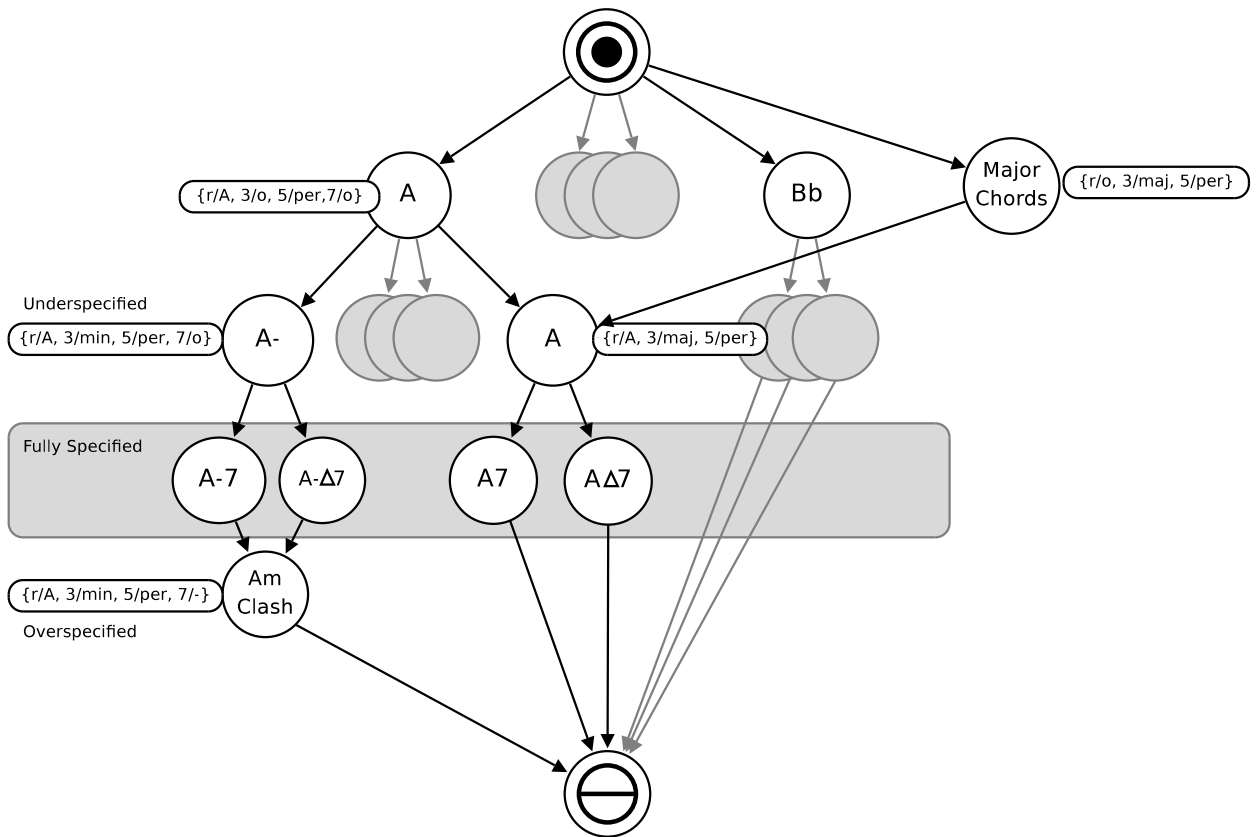 Major
Chords
{r/o, 3/maj, 5/per}
{r/A, 3/o, 5/per,7/o}
A
Bb
Underspecified
{r/A, 3/min, 5/per, 7/o}
A-
A
{r/A, 3/maj, 5/per}
Fully Specified
A-7
A-Δ7
A7
AΔ7
Am
Clash
{r/A, 3/min, 5/per, 7/-}
Overspecified